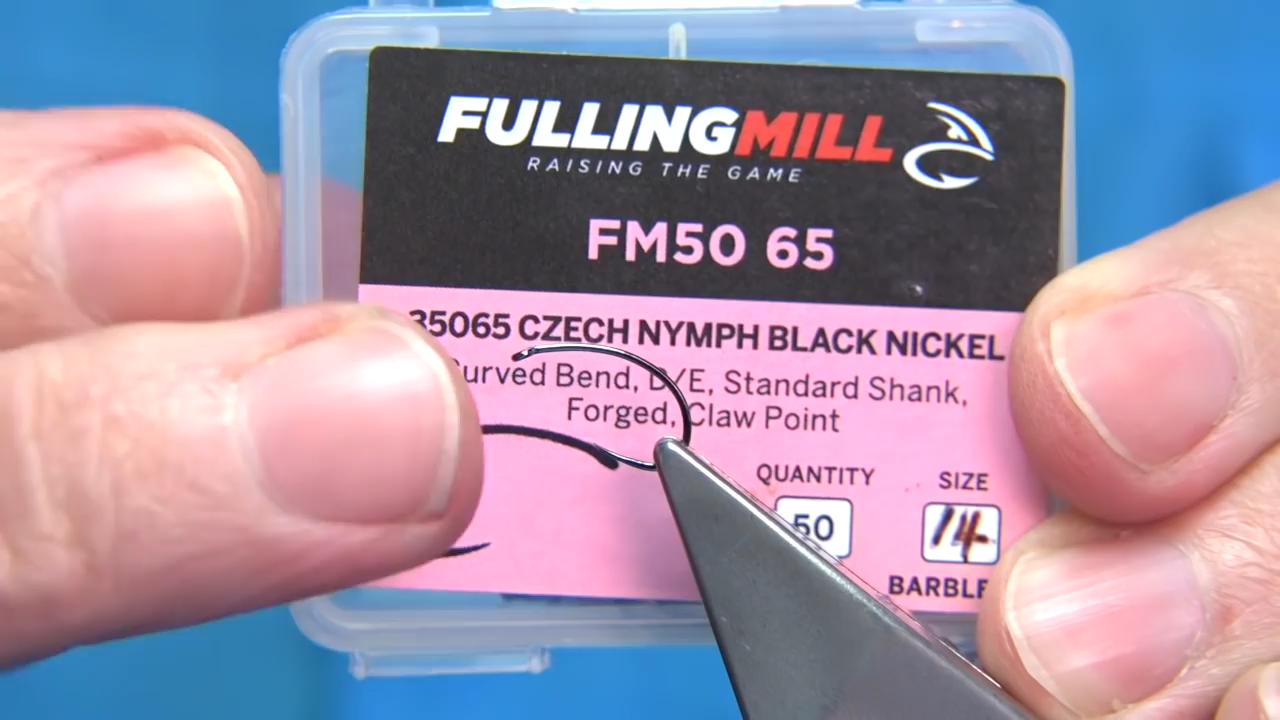 FULLINGMILL
RAISING THE GAME
FM50 65
35065 CZECH NYMPH BLACK NICKEL
Curved Bend, D/E, Standard Shank,
Forged, Claw Point
QUANTITY SIZE
50 14
BARBLE